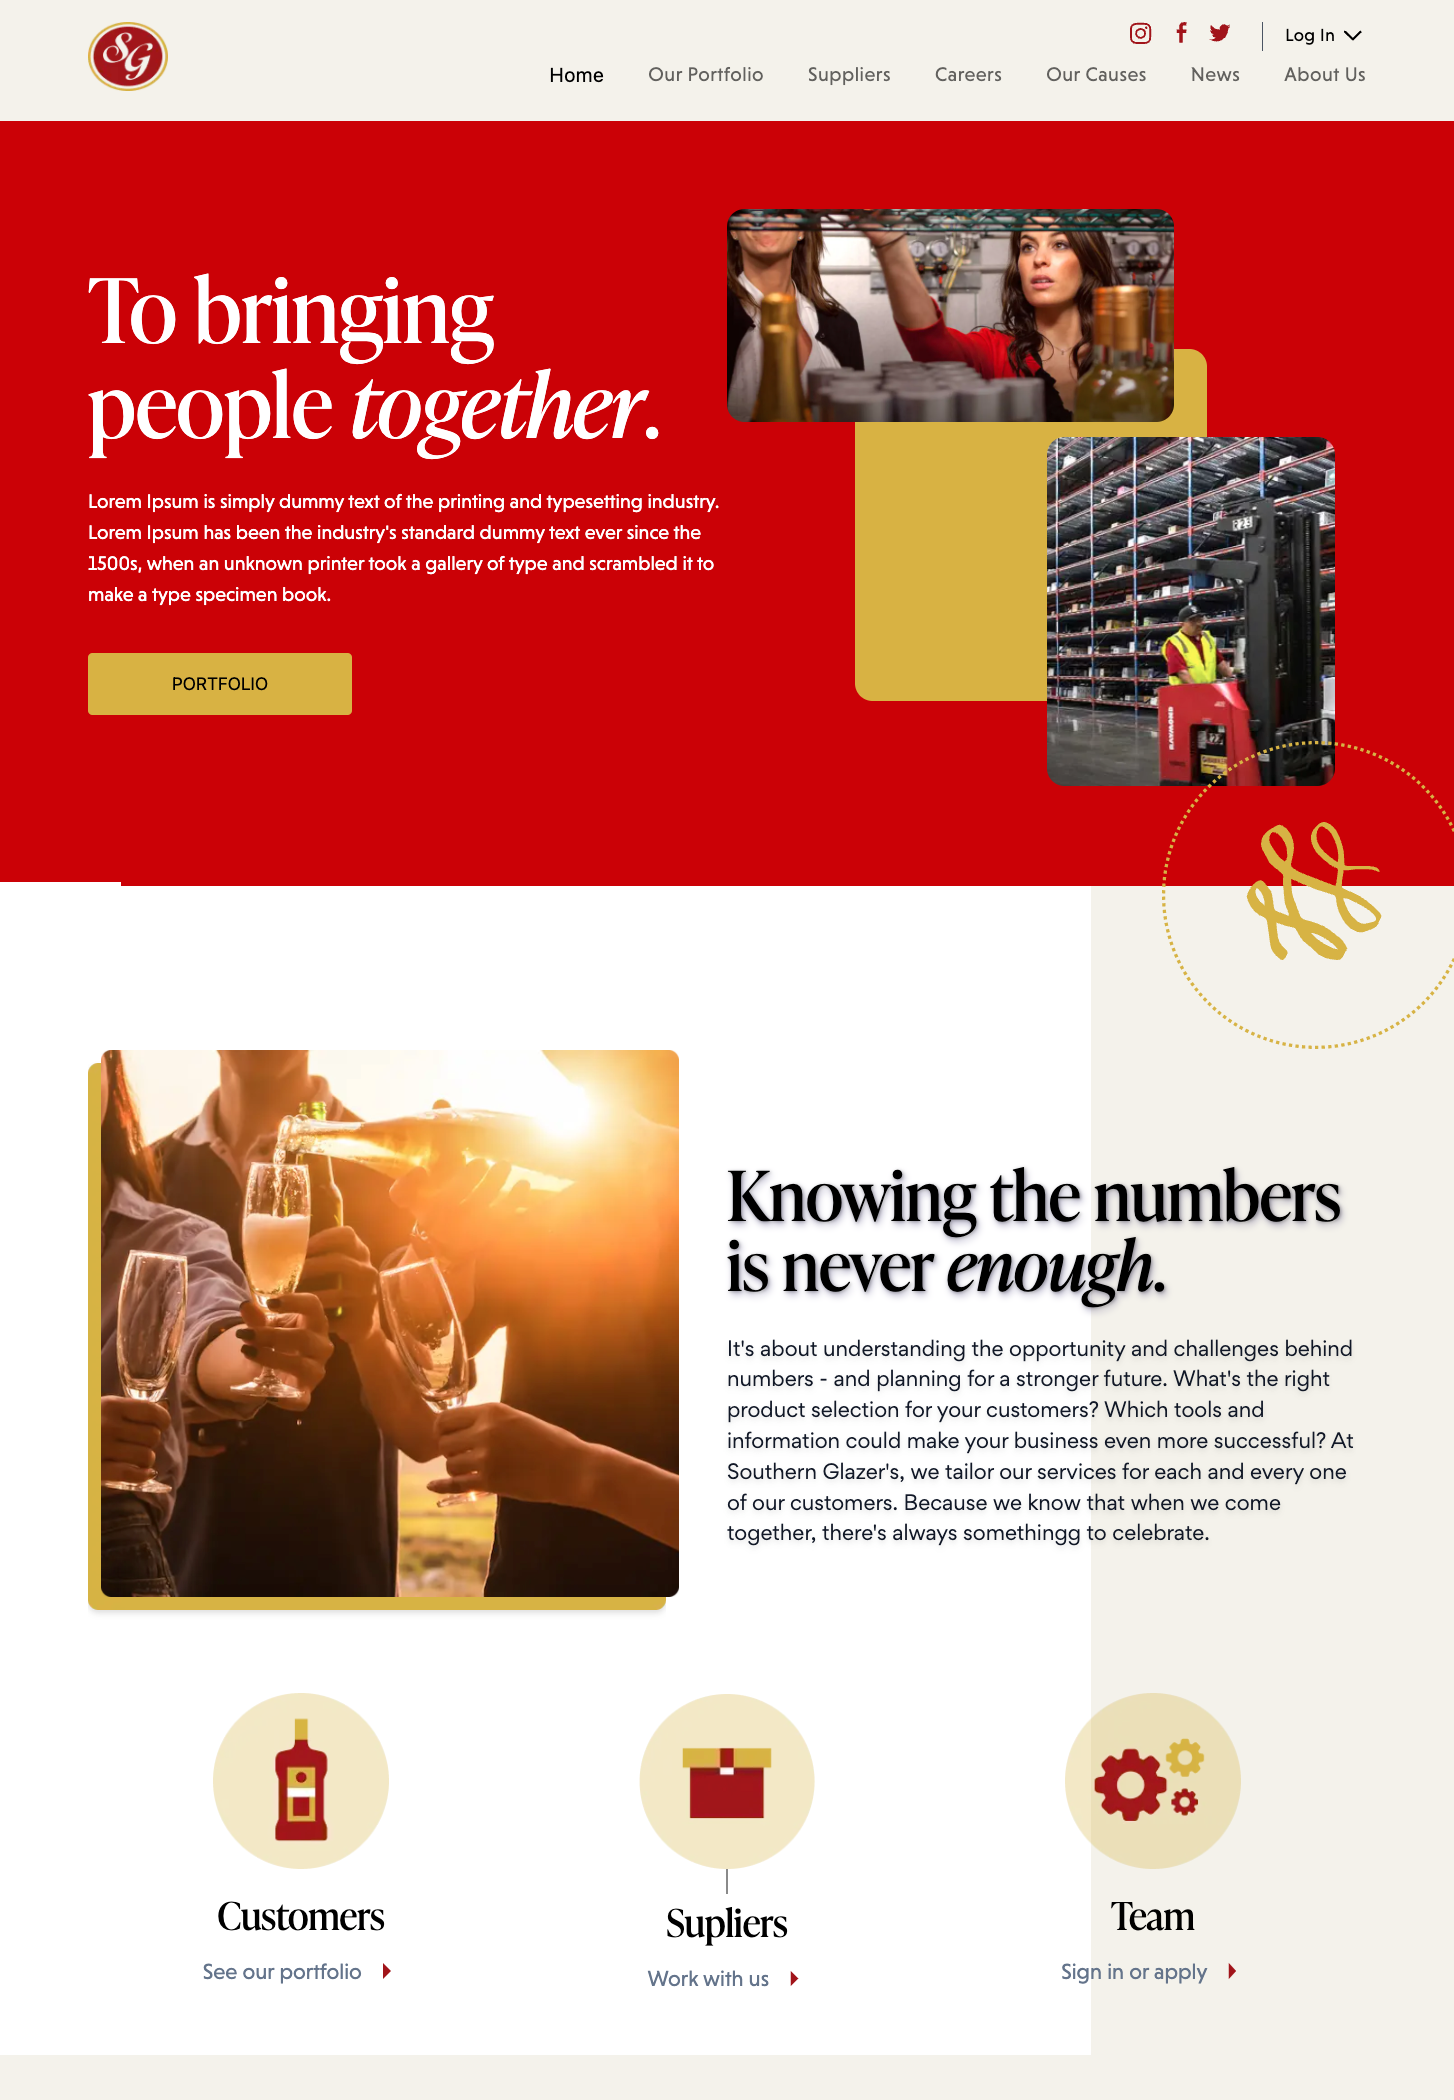 SG
Log In
Home Our Portfolio Suppliers Careers Our Causes News About Us
To bringing
people together.
Lorem Ipsum is simply dummy text of the printing and typesetting industry.
Lorem Ipsum has been the industry's standard dummy text ever since the
1500s, when an unknown printer took a gallery of type and scrambled it to
make a type specimen book.
PORTFOLIO
R23
RAYMOND
Knowing the numbers
is never enough.
It's about understanding the opportunity and challenges behind
numbers - and planning for a stronger future. What's the right
product selection for your customers? Which tools and
information could make your business even more successful? At
Southern Glazer's, we tailor our services for each and every one
of our customers. Because we know that when we come
together, there's always somethingg to celebrate.
Customers
See our portfolio
Supliers
Work with us
Team
Sign in or apply